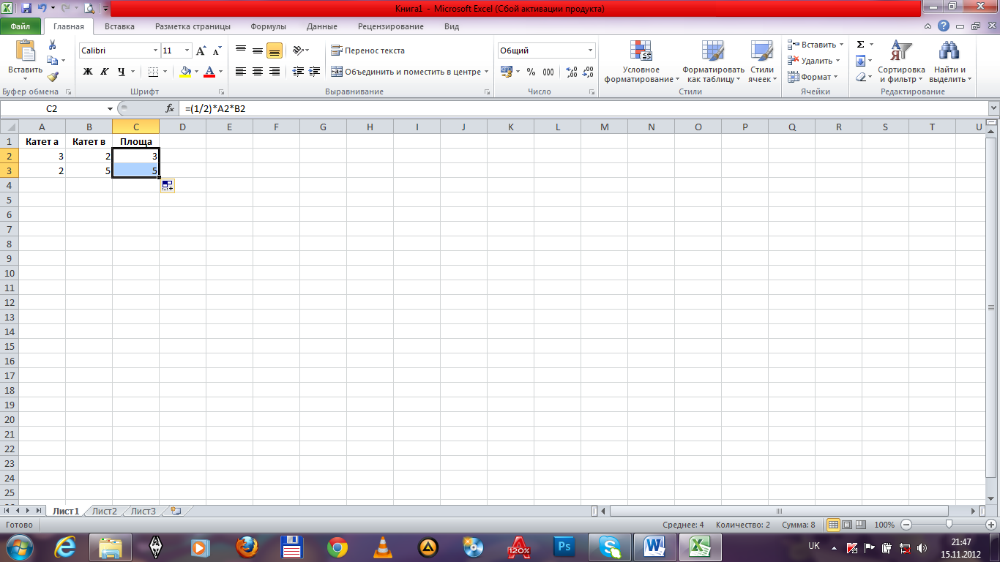 Книга1 - Microsoft Excel (Сбой активации продукта)
Файл Главная Вставка Разметка страницы Формулы Данные Рецензирование Вид
Вставить
Calibri 11
Ж К Ч
А
Перенос текста
Объединить и поместить в центре
Общий
% 000
Условное форматирование
Форматировать как таблицу
Стили ячеек
Вставить
Удалить
Формат
Σ
Сортировка и фильтр
Найти и выделить
Буфер обмена Шрифт Выравнивание Число Стили Ячейки Редактирование
C2 fx =(1/2)*A2*B2
A B C D E F G H I J K L M N O P Q R S T U
1 Катет а Катет в Площа
2 3 2 3
3 2 5 5
4
5
6
7
8
9
10
11
12
13
14
15
16
17
18
19
20
21
22
23
24
25
Лист1 Лист2 Лист3
Готово Среднее: 4 Количество: 2 Сумма: 8 100%
120% Ps UK 21:47
15.11.2012